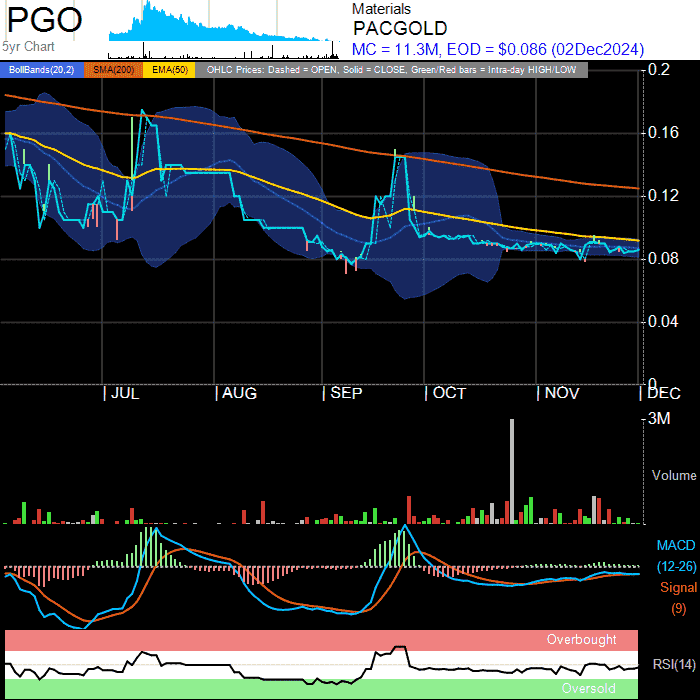 PGO
5yr Chart
Materials
PACGOLD
MC = 11.3M, EOD = $0.086 (02Dec2024)
BollBands(20,2) SMA(200) EMA(50) OHLC Prices: Dashed = OPEN, Solid = CLOSE, Green/Red bars = Intra-day HIGH/LOW
0.2
0.16
0.12
0.08
0.04
0
JUL AUG SEP OCT NOV DEC
3M
Volume
MACD
(12-26)
Signal
(9)
Overbought
RSI(14)
Oversold